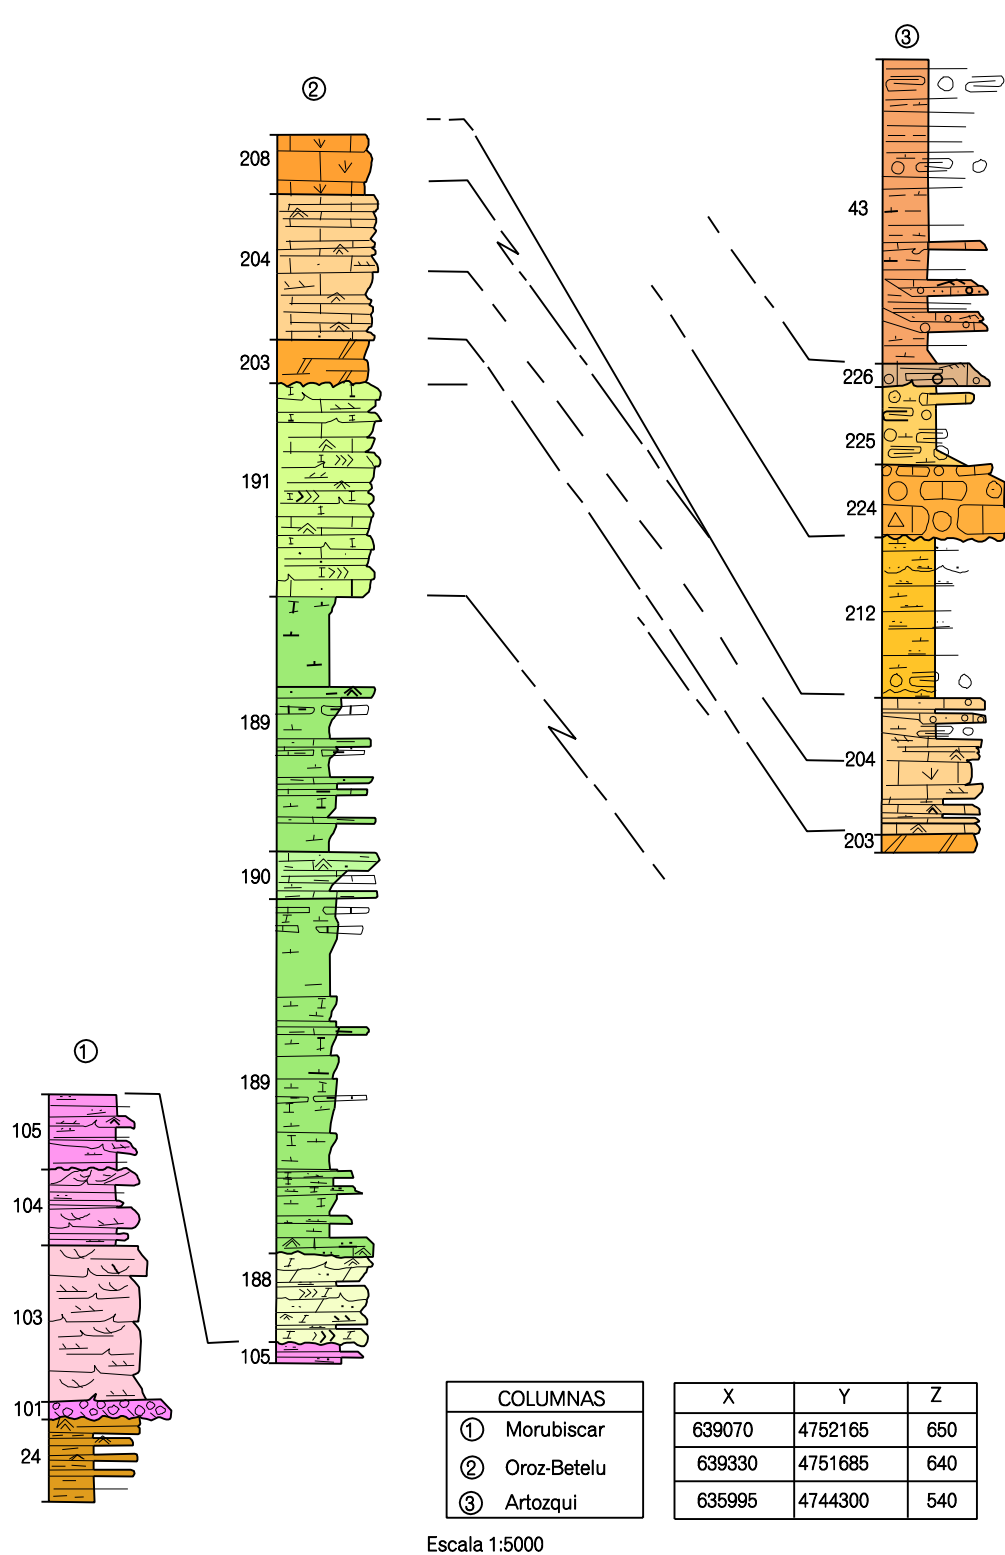 ③
②
208
204
203
191
189
190
189
188
105
43
226
225
224
212
204
203
①
105
104
103
101
24
COLUMNAS
① Morubiscar
② Oroz-Betelu
③ Artozqui
X Y Z
639070 4752165 650
639330 4751685 640
635995 4744300 540
Escala 1:5000